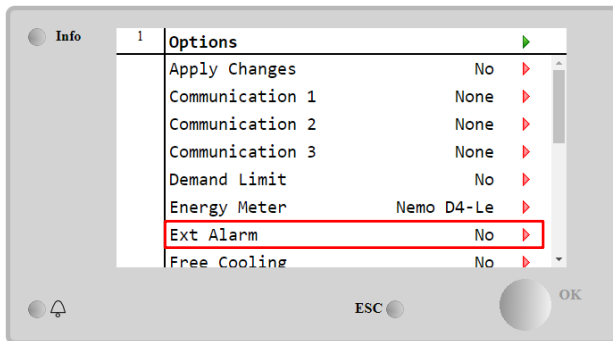 Info
1 Options
Apply Changes No
Communication 1 None
Communication 2 None
Communication 3 None
Demand Limit No
Energy Meter Nemo D4-Le
Ext Alarm No
Free Cooling No
ESC
OK